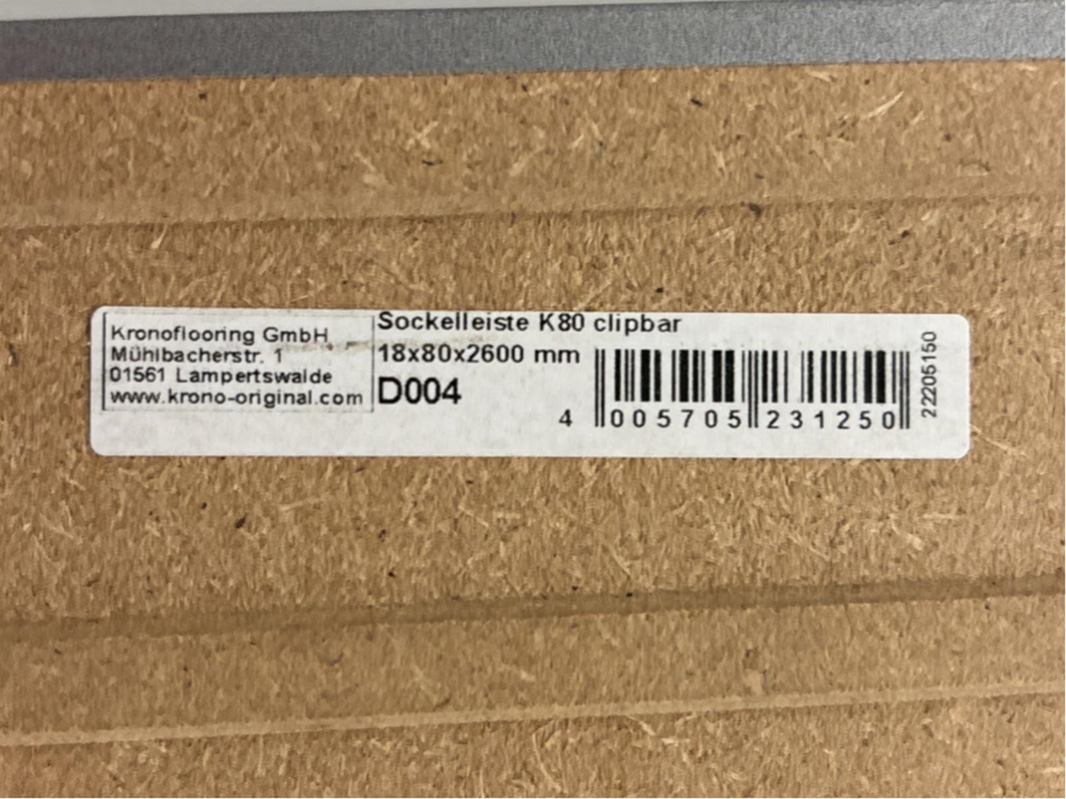 Kronoflooring GmbH
Mühlbacherstr. 1
01561 Lampertswalde
www.krono-original.com
Sockelleiste K80 clipbar
18x80x2600 mm
D004
4 005705 231250
22205150